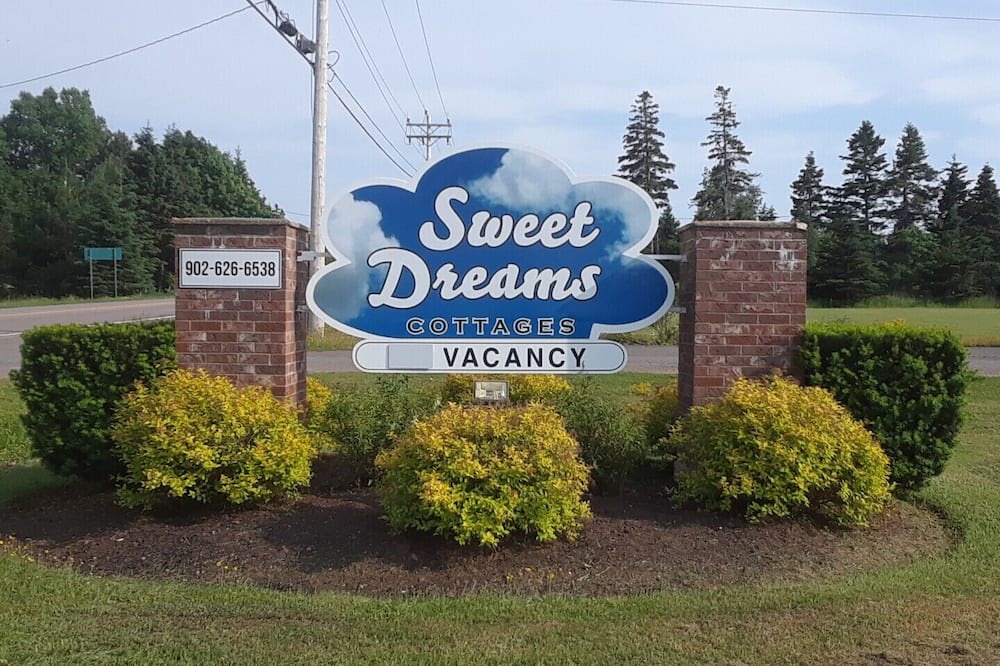 902-626-6538
Sweet
Dreams
COTTAGES
VACANCY